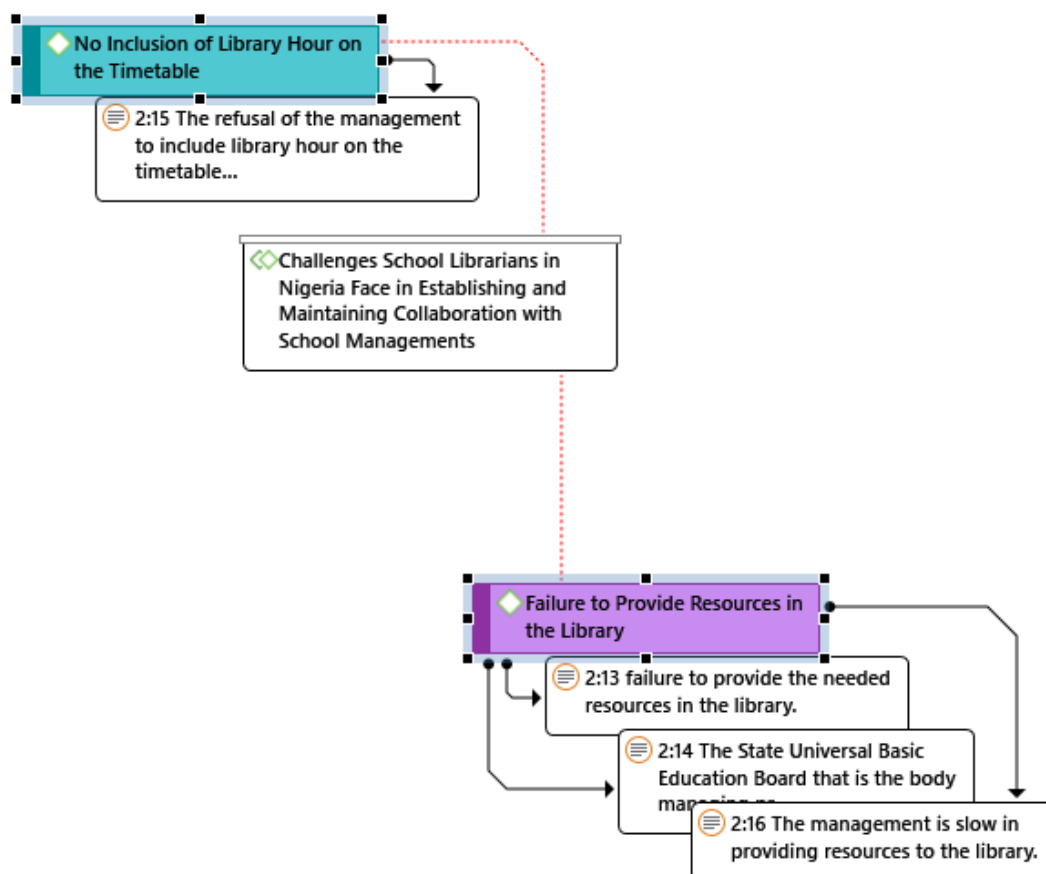 No Inclusion of Library Hour on
the Timetable
2:15 The refusal of the management
to include library hour on the
timetable...
Challenges School Librarians in
Nigeria Face in Establishing and
Maintaining Collaboration with
School Managements
Failure to Provide Resources in
the Library
2:13 failure to provide the needed
resources in the library.
2:14 The State Universal Basic
Education Board that is the body
2:16 The management is slow in
providing resources to the library.